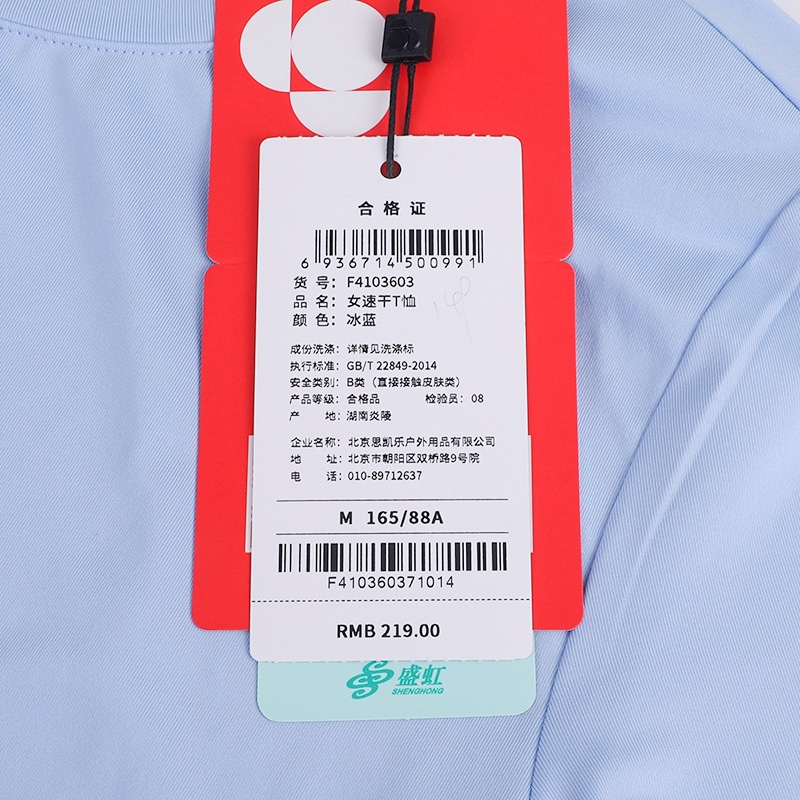 合格证
6 936714 500991
货 号: F4103603
品 名: 女速干T恤
颜 色: 冰蓝
成份洗涤: 详情见洗涤标
执行标准: GB/T 22849-2014
安全类别: B类（直接接触皮肤类）
产品等级: 合格品 检验员: 08
产 地: 湖南炎陵
企业名称: 北京思凯乐户外用品有限公司
地 址: 北京市朝阳区双桥路9号院
电 话: 010-89712637
M 165/88A
F410360371014
RMB 219.00
盛虹
SHENGHONG